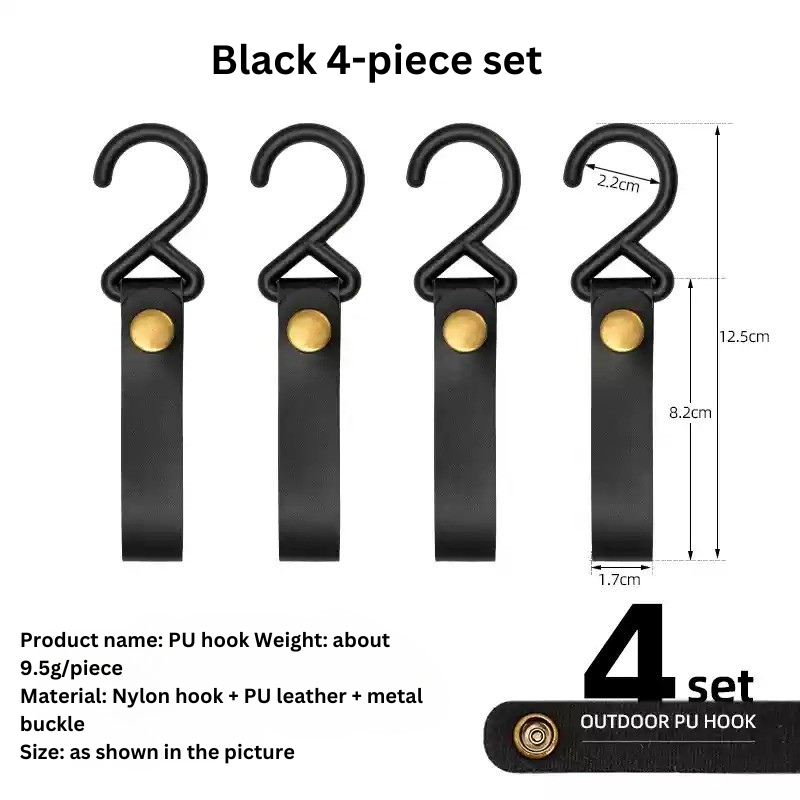 Black 4-piece set
2.2cm
12.5cm
8.2cm
1.7cm
Product name: PU hook Weight: about
9.5g/piece
Material: Nylon hook + PU leather + metal
buckle
Size: as shown in the picture
4 set
OUTDOOR PU HOOK